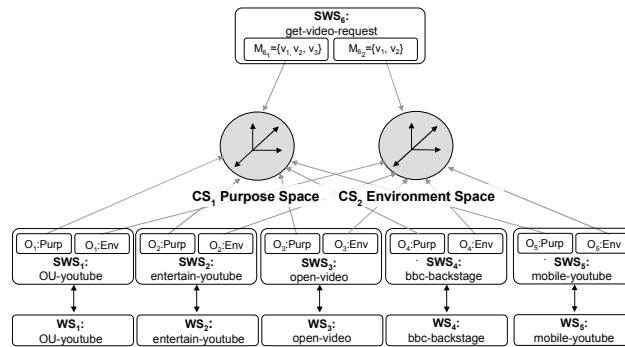 SWS6:
get-video-request
M61={v1, v2, v3} M62={v1, v2}
CS1 Purpose Space CS2 Environment Space
O1:Purp O1:Env O2:Purp O2:Env O3:Purp O3:Env O4:Purp O4:Env O5:Purp O5:Env
SWS1: SWS2: SWS3: SWS4: SWS5:
OU-youtube entertain-youtube open-video bbc-backstage mobile-youtube
WS1: WS2: WS3: WS4: WS6:
OU-youtube entertain-youtube open-video bbc-backstage mobile-youtube